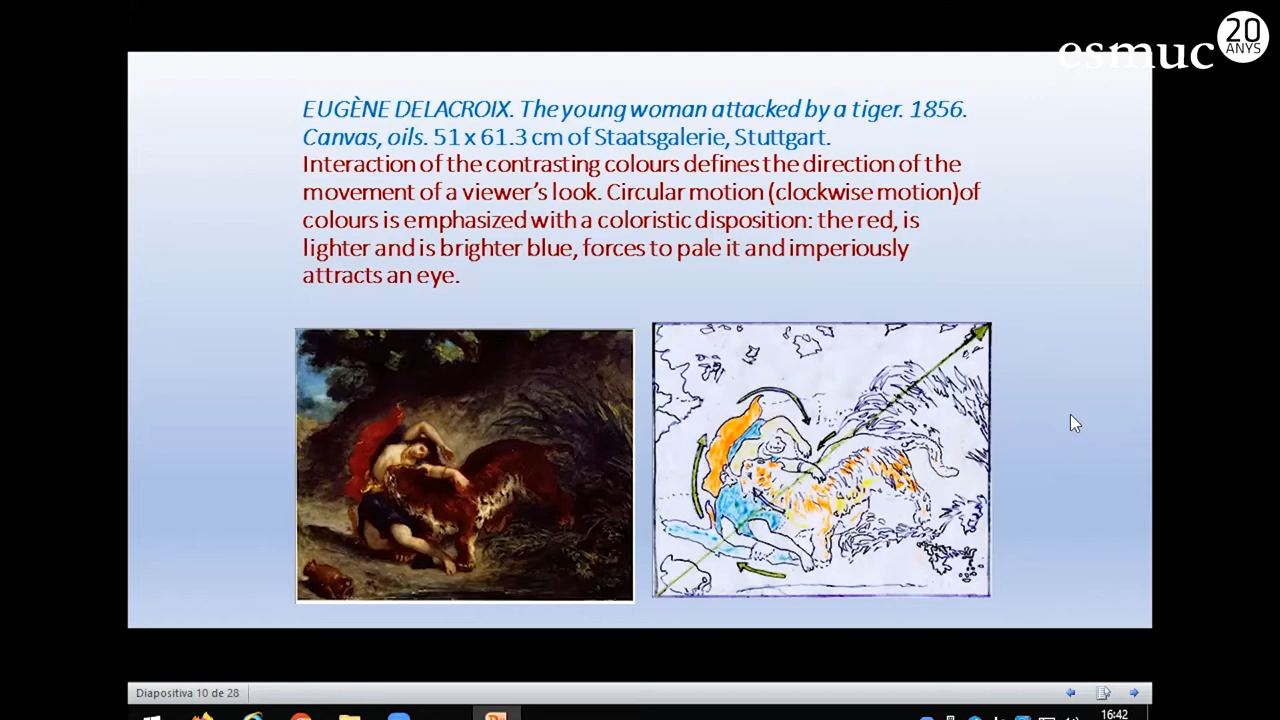 20
ANYS
esmuc
EUGÈNE DELACROIX. The young woman attacked by a tiger. 1856.
Canvas, oils. 51 x 61.3 cm of Staatsgalerie, Stuttgart.
Interaction of the contrasting colours defines the direction of the
movement of a viewer's look. Circular motion (clockwise motion)of
colours is emphasized with a coloristic disposition: the red, is
lighter and is brighter blue, forces to pale it and imperiously
attracts an eye.
Diapositiva 10 de 28
16:42